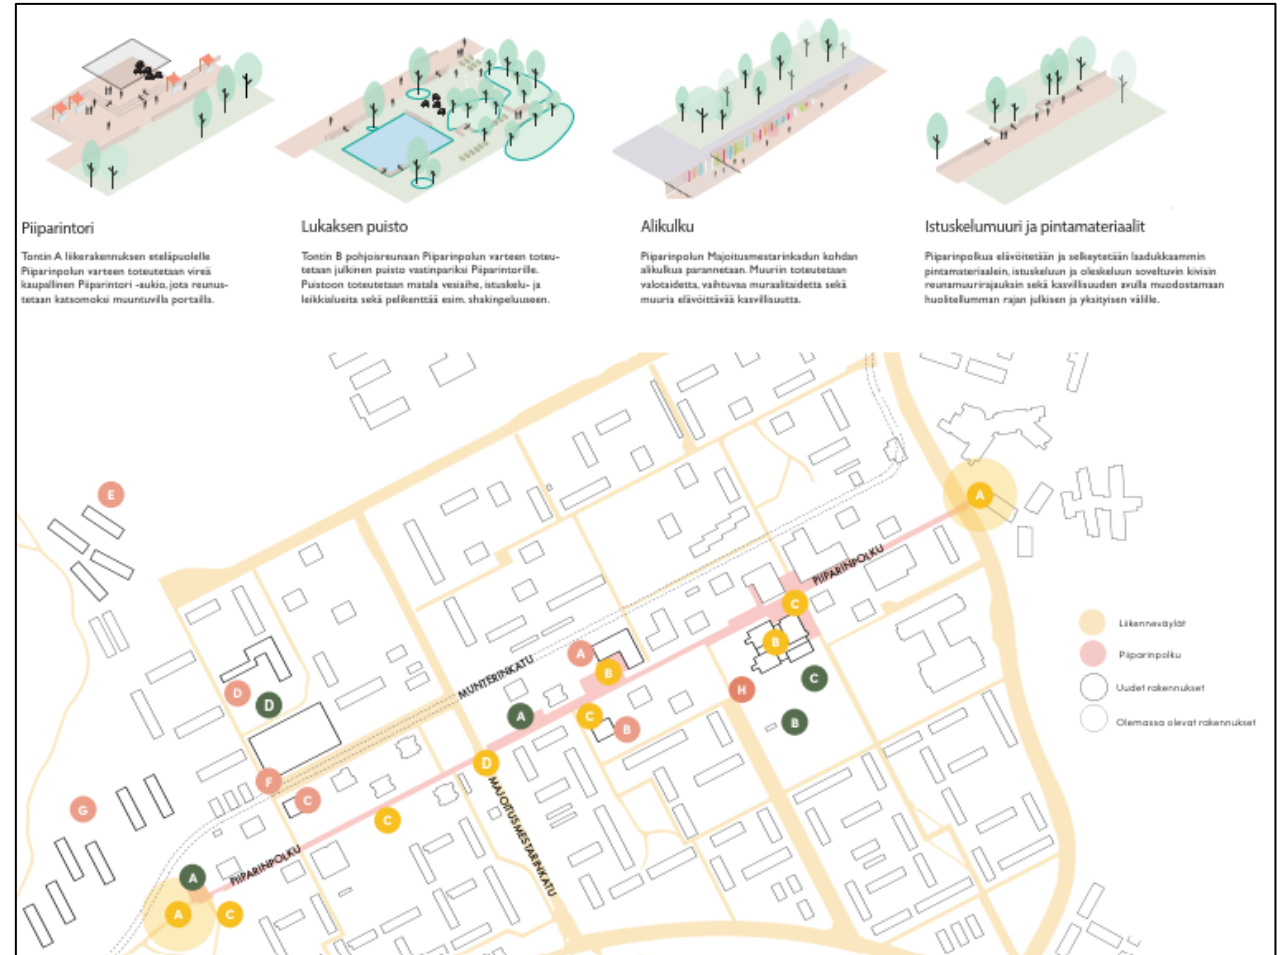 Piiparintori
Tontin A liikerakennuksen eteläpuolelle
Piiparinpolun varteen toteutetaan vireä
kaupallinen Piiparintori -aukio, jota reunus-
tetaan katsomoksi muuntuvilla portailla.
Lukaksen puisto
Tontin B pohjoisreunaan Piiparinpolun varteen toteu-
tetaan julkinen puisto vastinpariksi Piiparintorille.
Puistoon toteutetaan matala vesiaihe, istuskelu- ja
leikkialueita sekä pelikenttä esim. shakinpeluuseen.
Alikulku
Piiparinpolun Majoitusmestarinkadun kohdan
alikulkua parannetaan. Muuriin toteutetaan
valotaidetta, vaihtuvaa muraalitaidetta sekä
muuria elävöittävää kasvillisuutta.
Istuskelumuuri ja pintamateriaalit
Piiparinpolkua elävöitetään ja selkeytetään laadukkaammin
pintamateriaalein, istuskeluun ja oleskeluun soveltuvin kivisin
reunamuurirajauksin sekä kasvillisuuden avulla muodostamaan
huolitellumman rajan julkisen ja yksityisen välille.
E
A
PIIPARINPOLKU
C
Liikenneväylät
A
B
B
Piiparinpolku
MUNTERINKATU
C
D
H
Uudet rakennukset
D
A
C
B
B
Olemassa olevat rakennukset
D
F
C
MAJOITUSMESTARINKATU
G
C
PIIPARINPOLKU
A
A
C